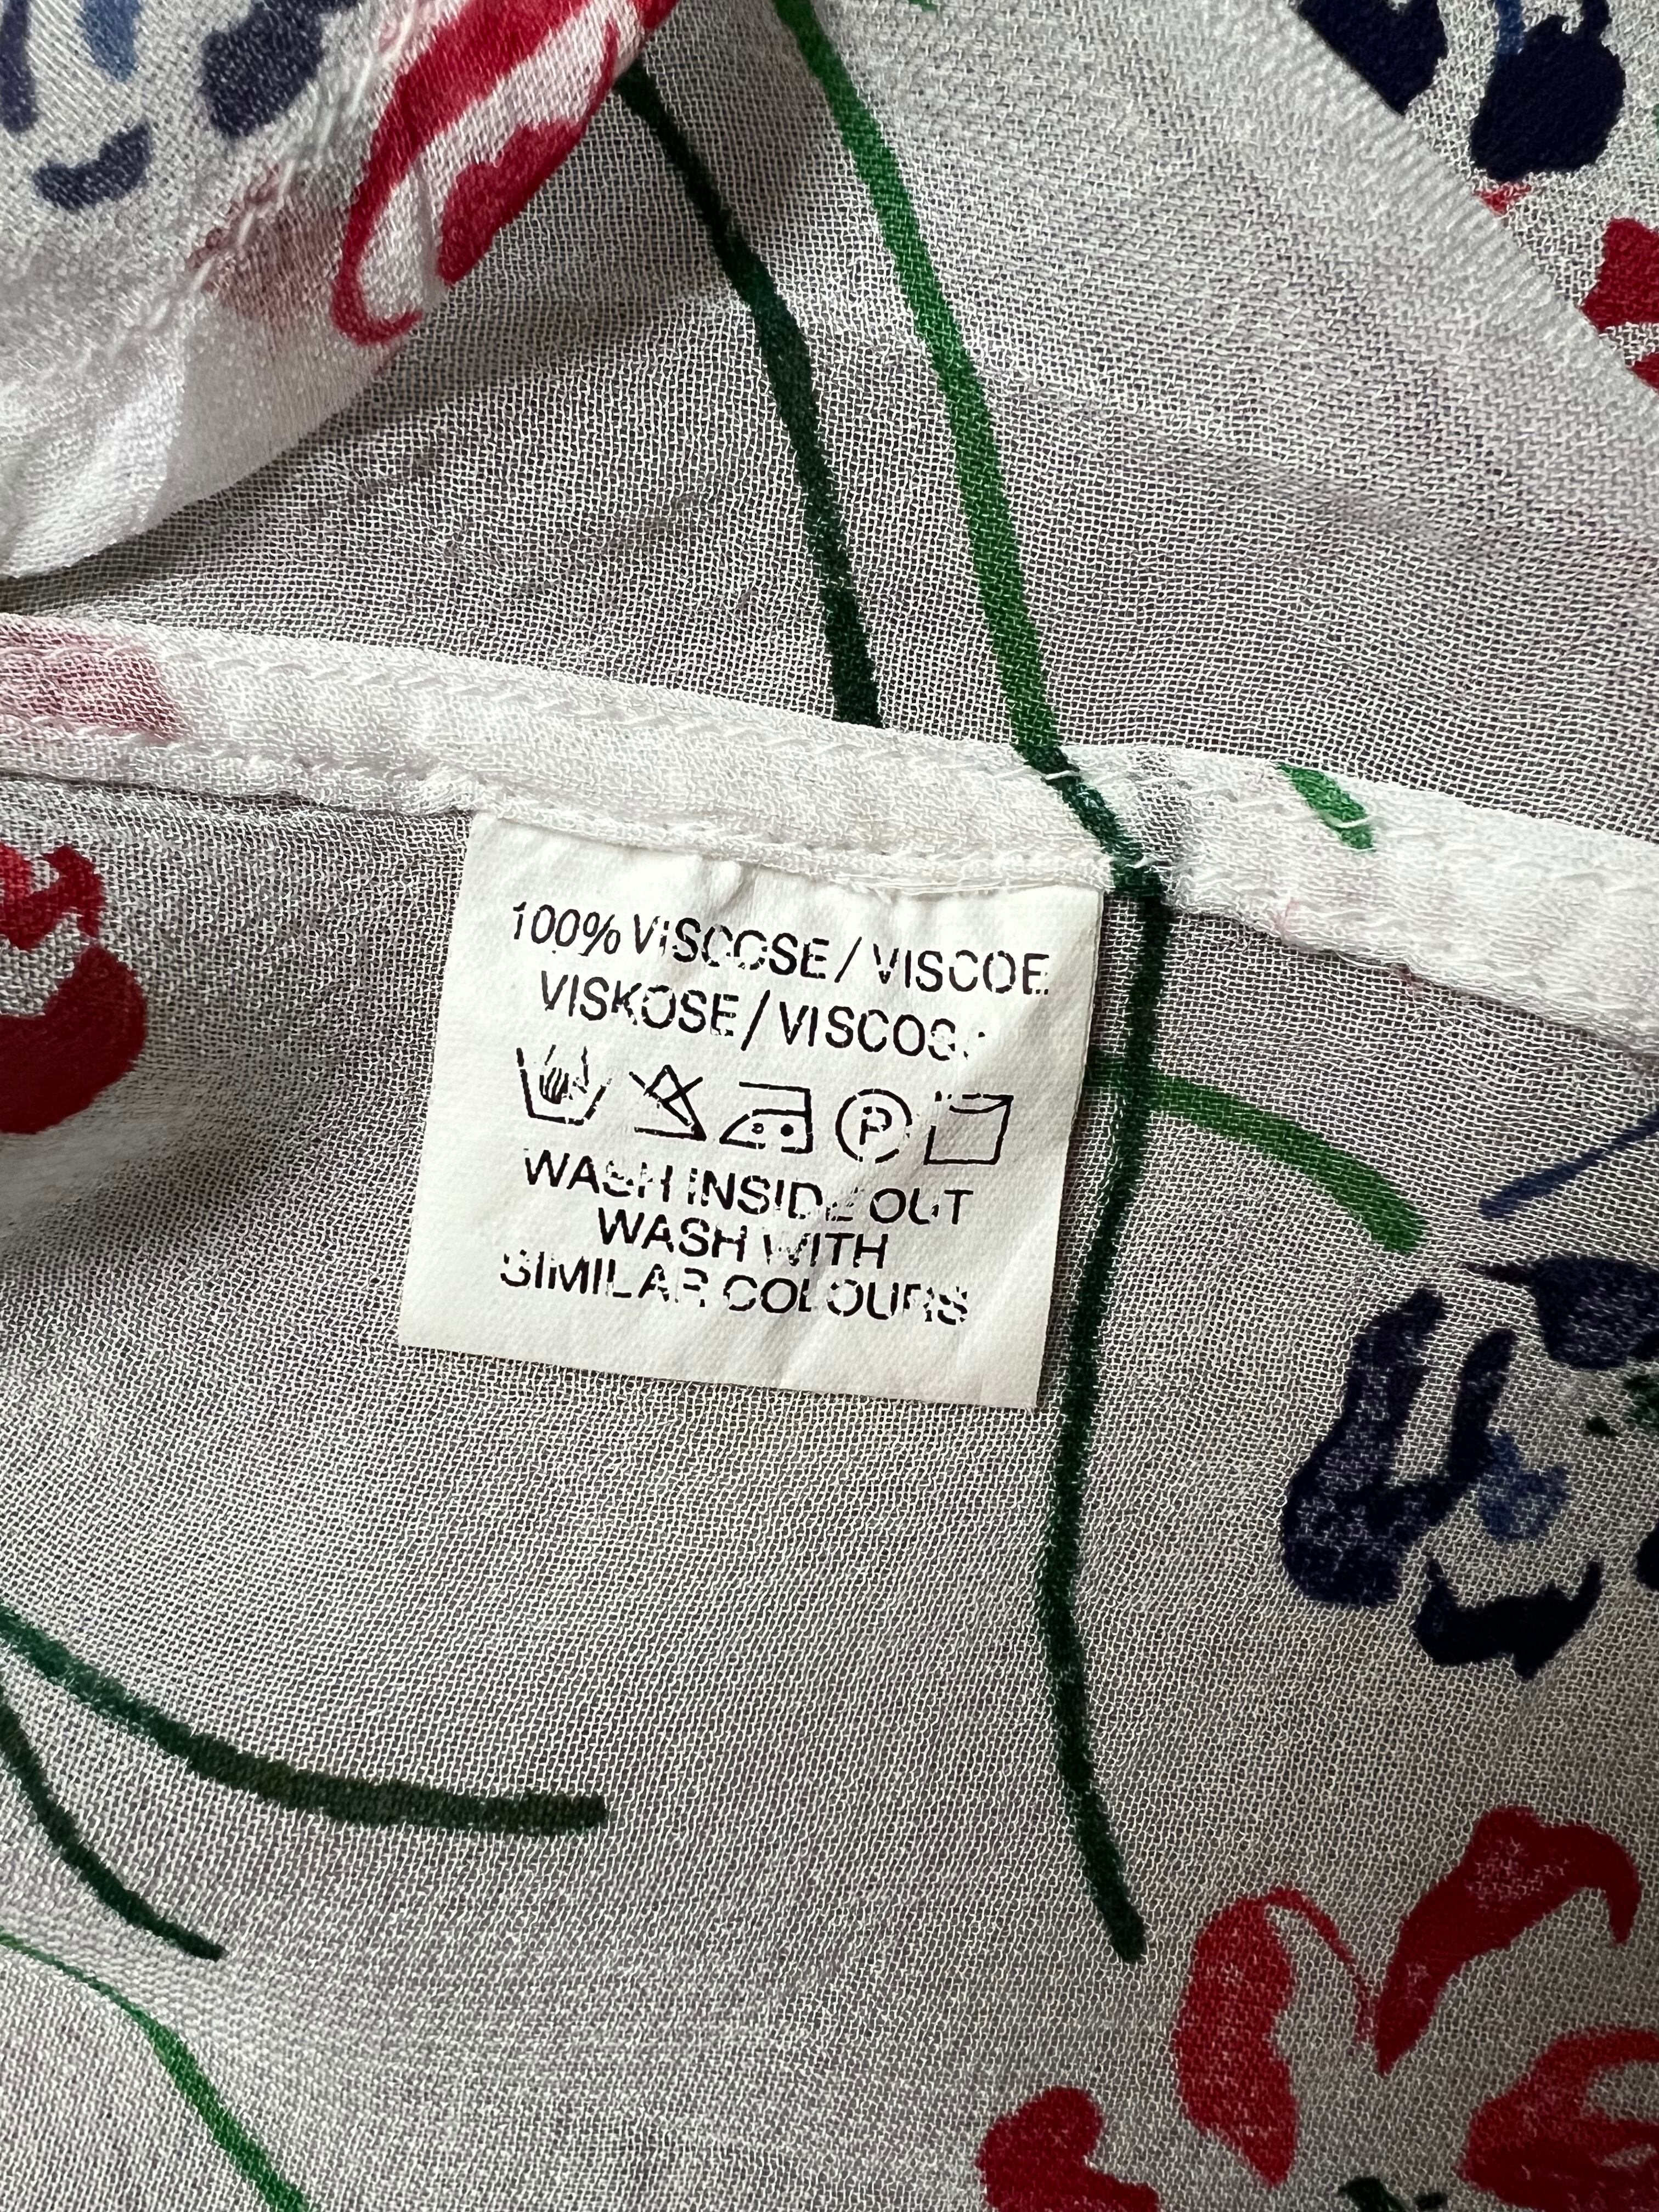 100% VISCOSE / VISCOE
VISKOSE / VISCOS
P
WASH INSIDE OUT
WASH WITH
SIMILAR COLOURS